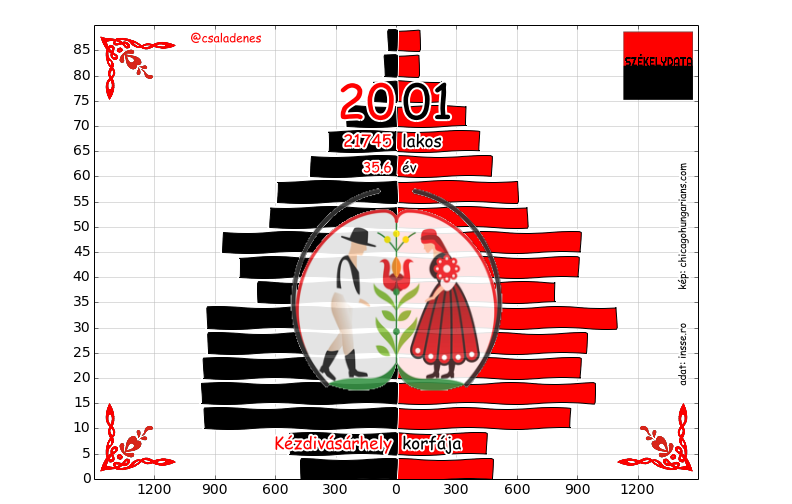 @csaladenes
SZÉKELYDATA
2001
21745 lakos
35.6 év
kép: chicagohungarians.com
adat: insse.ro
Kézdivásárhely korfája
85
80
75
70
65
60
55
50
45
40
35
30
25
20
15
10
5
0
1200 900 600 300 0 300 600 900 1200